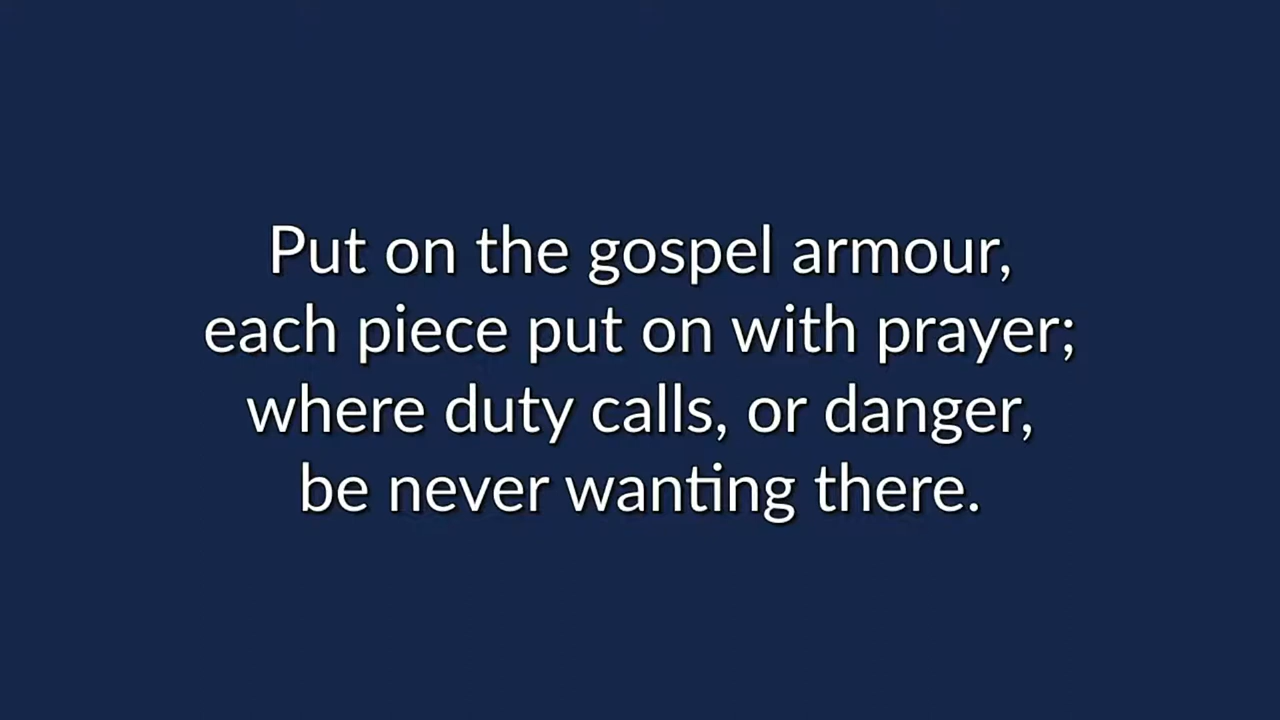 Put on the gospel armour,
each piece put on with prayer;
where duty calls, or danger,
be never wanting there.